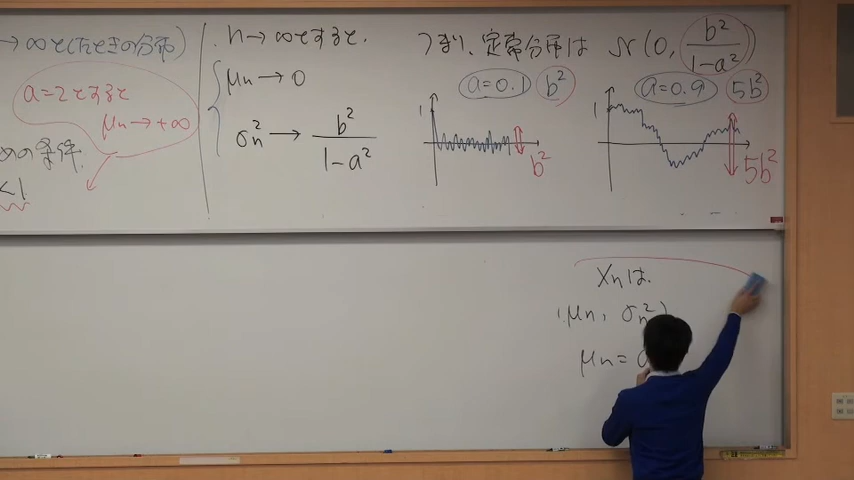 →∞としたときの分布)
a=2とすると
μn→+∞
めの条件.
<1
n→∞とすると.
μn→0
σn²→ b²/(1-a²)
つまり、定常分布は N(0, b²/(1-a²))
a=0.1 b²
1
b²
a=0.9 5b²
1
5b²
Xnは.
(μn, σn²)
μn=